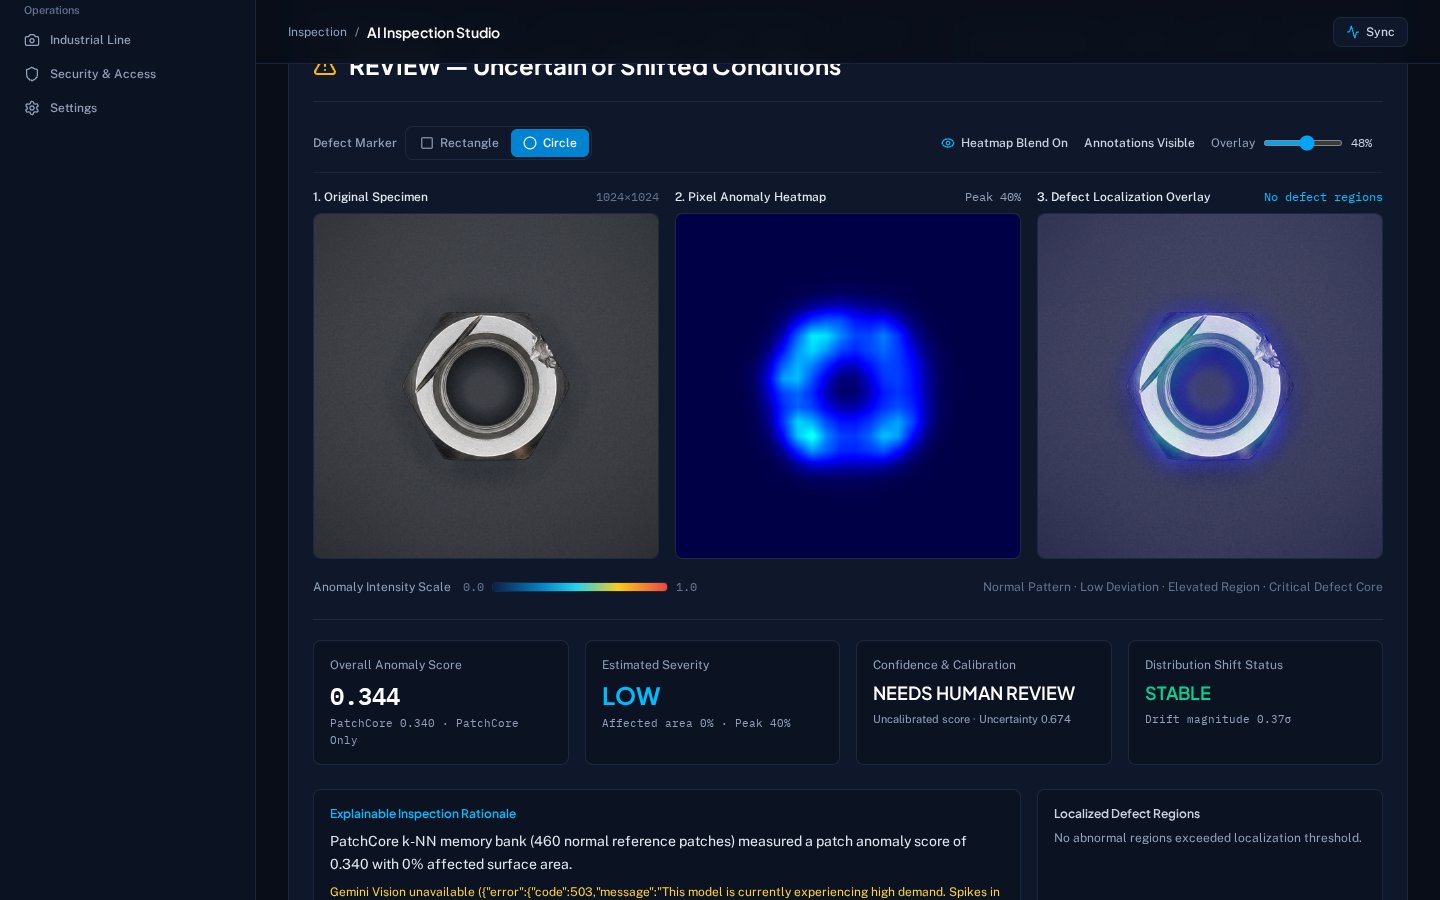 Operations
Industrial Line
Security & Access
Settings
Inspection / AI Inspection Studio
Sync
REVIEW — Uncertain or Shifted Conditions
Defect Marker
Rectangle
Circle
Heatmap Blend On
Annotations Visible
Overlay
48%
1. Original Specimen
1024×1024
2. Pixel Anomaly Heatmap
Peak 40%
3. Defect Localization Overlay
No defect regions
Anomaly Intensity Scale
0.0
1.0
Normal Pattern · Low Deviation · Elevated Region · Critical Defect Core
Overall Anomaly Score
0.344
PatchCore 0.340 · PatchCore
Only
Estimated Severity
LOW
Affected area 0% · Peak 40%
Confidence & Calibration
NEEDS HUMAN REVIEW
Uncalibrated score · Uncertainty 0.674
Distribution Shift Status
STABLE
Drift magnitude 0.37σ
Explainable Inspection Rationale
PatchCore k-NN memory bank (460 normal reference patches) measured a patch anomaly score of
0.340 with 0% affected surface area.
Gemini Vision unavailable ({"error":{"code":503,"message":"This model is currently experiencing high demand. Spikes in
Localized Defect Regions
No abnormal regions exceeded localization threshold.